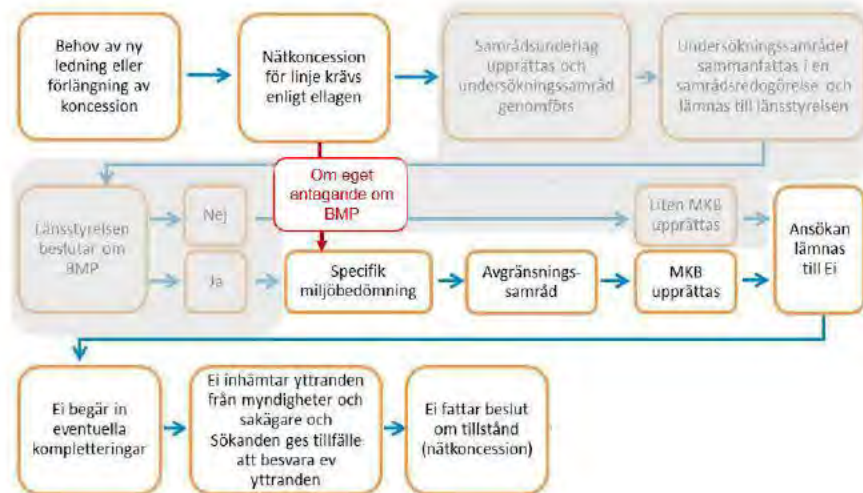 Behov av ny
ledning eller
förlängning av
koncession
Nätkoncession
för linje krävs
enligt ellagen
Samrådsunderlag
upprättas och
undersökningssamråd
genomförs
Undersökningssamrådet
sammanfattas i en
samrådsredogörelse och
lämnas till länsstyrelsen
Om eget
antagande om
BMP
Länsstyrelsen
beslutar om
BMP
Nej
Ja
Liten MKB
upprättas
Specifik
miljöbedömning
Avgränsnings-
samråd
MKB
upprättas
Ansökan
lämnas
till Ei
Ei begär in
eventuella
kompletteringar
Ei inhämtar yttranden
från myndigheter och
sakägare och
Sökanden ges tillfälle
att besvara ev
yttranden
Ei fattar beslut
om tillstånd
(nätkoncession)